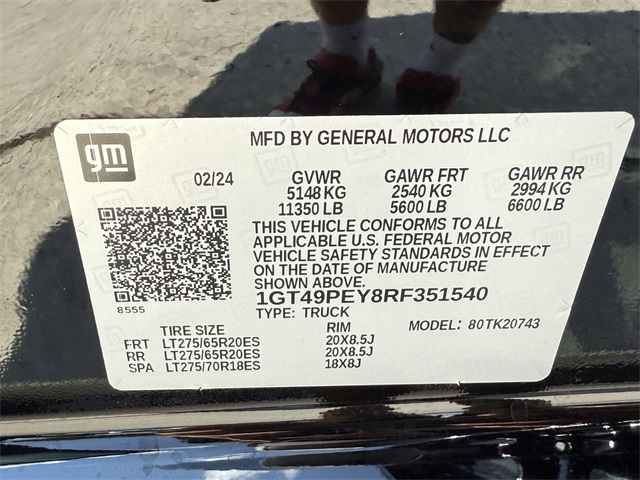 MFD BY GENERAL MOTORS LLC
gm
02/24 GVWR GAWR FRT GAWR RR
5148 KG 2540 KG 2994 KG
11350 LB 5600 LB 6600 LB
THIS VEHICLE CONFORMS TO ALL
APPLICABLE U.S. FEDERAL MOTOR
VEHICLE SAFETY STANDARDS IN EFFECT
ON THE DATE OF MANUFACTURE
SHOWN ABOVE.
8555
1GT49PEY8RF351540
TYPE: TRUCK MODEL: 80TK20743
TIRE SIZE RIM
FRT LT275/65R20ES 20X8.5J
RR LT275/65R20ES 20X8.5J
SPA LT275/70R18ES 18X8J